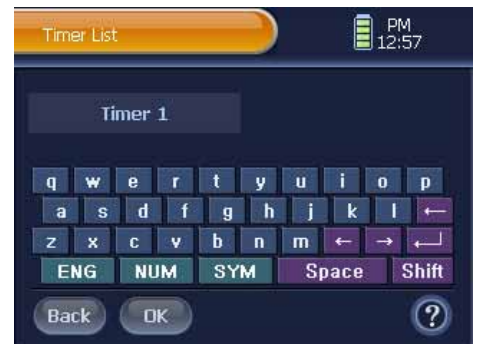 Timer List
PM
12:57
Timer 1
q w e r t y u i o p
a s d f g h j k l ←
z x c v b n m ← → ↵
ENG NUM SYM Space Shift
Back OK ?